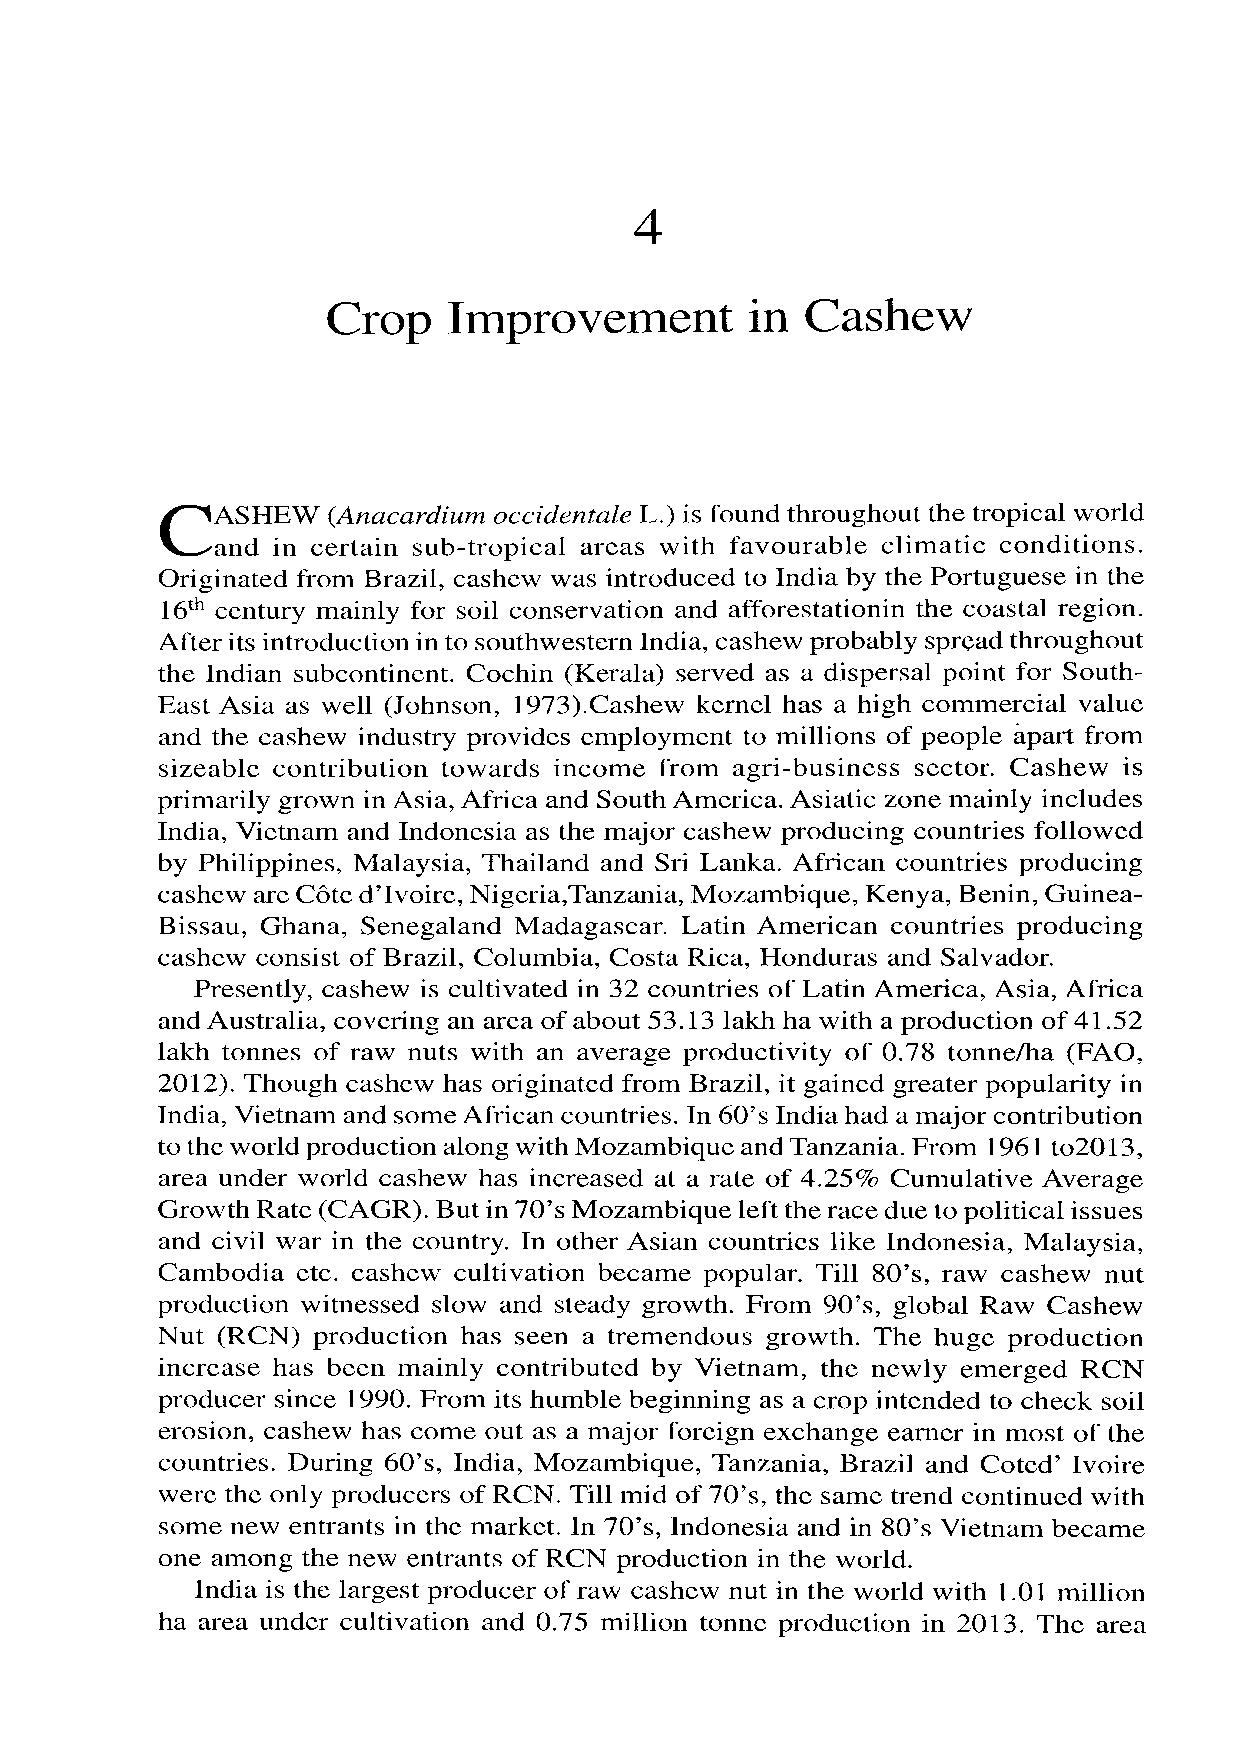 4
Crop Improvement in Cashew
CASHEW (Anacardium occidentale L.) is found throughout the tropical world
and in certain sub-tropical areas with favourable climatic conditions.
Originated from Brazil, cashew was introduced to India by the Portuguese in the
16th century mainly for soil conservation and afforestationin the coastal region.
After its introduction in to southwestern India, cashew probably spread throughout
the Indian subcontinent. Cochin (Kerala) served as a dispersal point for South-
East Asia as well (Johnson, 1973).Cashew kernel has a high commercial value
and the cashew industry provides employment to millions of people apart from
sizeable contribution towards income from agri-business sector. Cashew is
primarily grown in Asia, Africa and South America. Asiatic zone mainly includes
India, Vietnam and Indonesia as the major cashew producing countries followed
by Philippines, Malaysia, Thailand and Sri Lanka. African countries producing
cashew are Côte d'Ivoire, Nigeria,Tanzania, Mozambique, Kenya, Benin, Guinea-
Bissau, Ghana, Senegaland Madagascar. Latin American countries producing
cashew consist of Brazil, Columbia, Costa Rica, Honduras and Salvador.
Presently, cashew is cultivated in 32 countries of Latin America, Asia, Africa
and Australia, covering an area of about 53.13 lakh ha with a production of 41.52
lakh tonnes of raw nuts with an average productivity of 0.78 tonne/ha (FAO,
2012). Though cashew has originated from Brazil, it gained greater popularity in
India, Vietnam and some African countries. In 60's India had a major contribution
to the world production along with Mozambique and Tanzania. From 1961 to2013,
area under world cashew has increased at a rate of 4.25% Cumulative Average
Growth Rate (CAGR). But in 70's Mozambique left the race due to political issues
and civil war in the country. In other Asian countries like Indonesia, Malaysia,
Cambodia etc. cashew cultivation became popular. Till 80's, raw cashew nut
production witnessed slow and steady growth. From 90's, global Raw Cashew
Nut (RCN) production has seen a tremendous growth. The huge production
increase has been mainly contributed by Vietnam, the newly emerged RCN
producer since 1990. From its humble beginning as a crop intended to check soil
erosion, cashew has come out as a major foreign exchange earner in most of the
countries. During 60's, India, Mozambique, Tanzania, Brazil and Coted' Ivoire
were the only producers of RCN. Till mid of 70's, the same trend continued with
some new entrants in the market. In 70's, Indonesia and in 80's Vietnam became
one among the new entrants of RCN production in the world.
India is the largest producer of raw cashew nut in the world with 1.01 million
ha area under cultivation and 0.75 million tonne production in 2013. The area